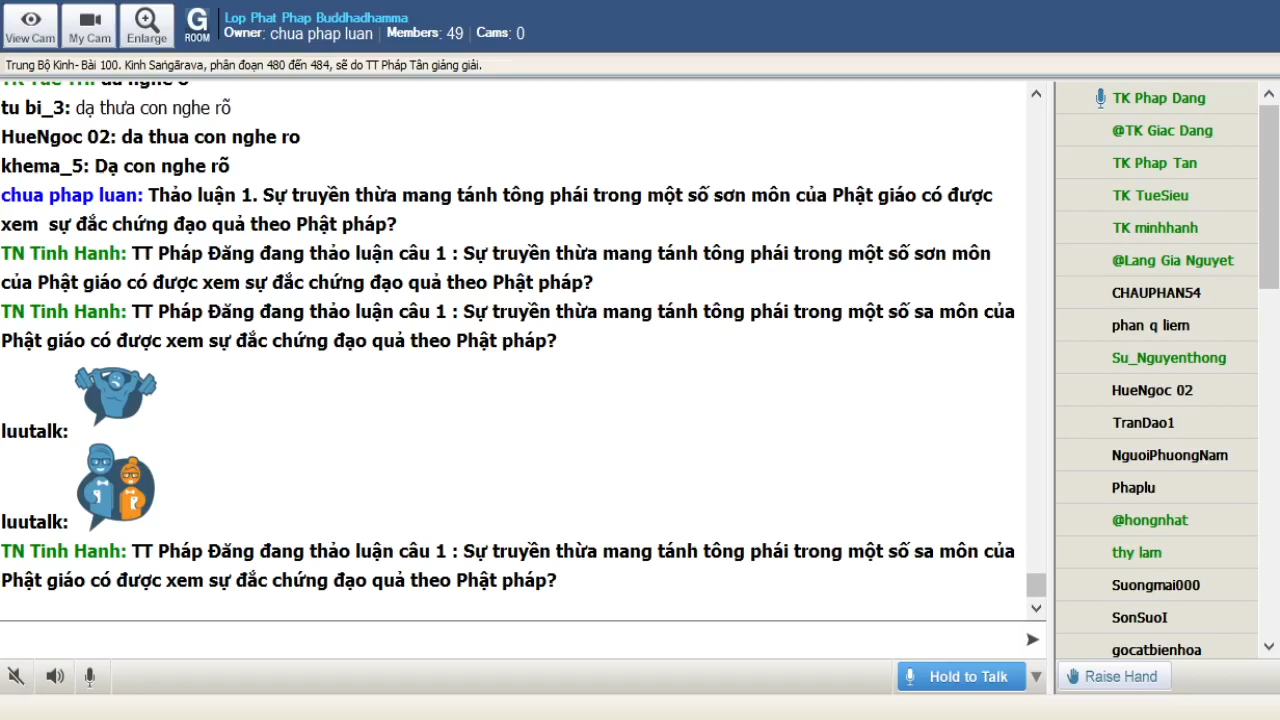 View Cam
My Cam
Enlarge
G
ROOM
Lop Phat Phap Buddhadhamma
Owner: chua phap luan Members: 49 Cams: 0
Trung Bộ Kinh- Bài 100. Kinh Saṅgārava, phân đoạn 480 đến 484, sẽ do TT Pháp Tân giảng giải.
tu bi_3: dạ thưa con nghe rõ
HueNgoc 02: da thua con nghe ro
khema_5: Dạ con nghe rõ
chua phap luan: Thảo luận 1. Sự truyền thừa mang tánh tông phái trong một số sơn môn của Phật giáo có được
xem  sự đắc chứng đạo quả theo Phật pháp?
TN Tinh Hanh: TT Pháp Đăng đang thảo luận câu 1 : Sự truyền thừa mang tánh tông phái trong một số sơn môn
của Phật giáo có được xem sự đắc chứng đạo quả theo Phật pháp?
TN Tinh Hanh: TT Pháp Đăng đang thảo luận câu 1 : Sự truyền thừa mang tánh tông phái trong một số sa môn của
Phật giáo có được xem sự đắc chứng đạo quả theo Phật pháp?
luutalk:
luutalk:
TN Tinh Hanh: TT Pháp Đăng đang thảo luận câu 1 : Sự truyền thừa mang tánh tông phái trong một số sa môn của
Phật giáo có được xem sự đắc chứng đạo quả theo Phật pháp?
Hold to Talk
TK Phap Dang
@TK Giac Dang
TK Phap Tan
TK TueSieu
TK minhhanh
@Lang Gia Nguyet
CHAUPHAN54
phan q liem
Su_Nguyenthong
HueNgoc 02
TranDao1
NguoiPhuongNam
Phaplu
@hongnhat
thy lam
Suongmai000
SonSuoI
gocatbienhoa
Raise Hand